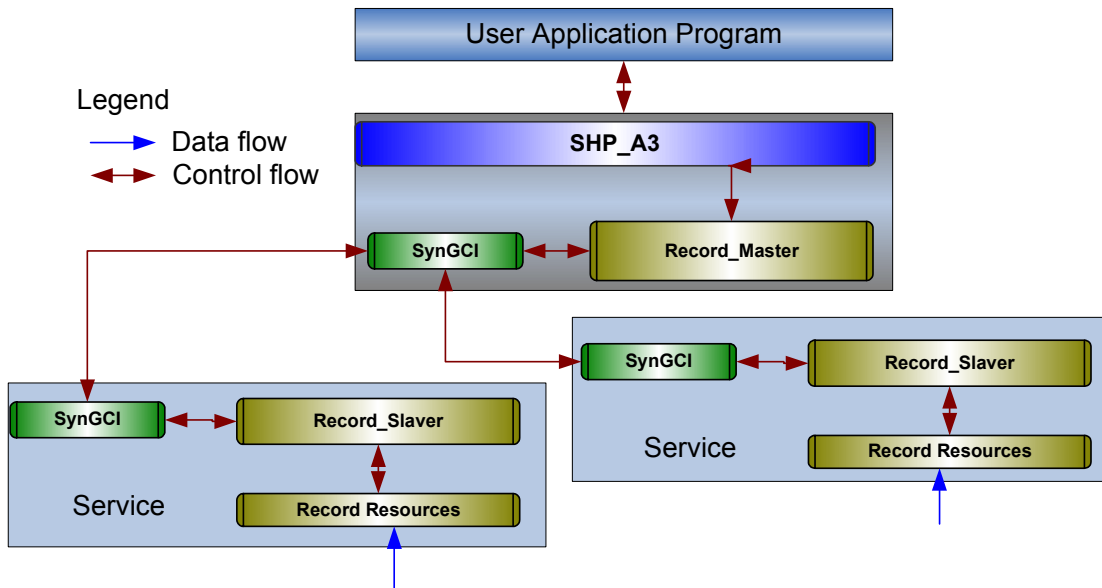 User Application Program
Legend
Data flow
Control flow
SHP_A3
SynGCI
Record_Master
SynGCI
Record_Slaver
Service
Record Resources
SynGCI
Record_Slaver
Service
Record Resources